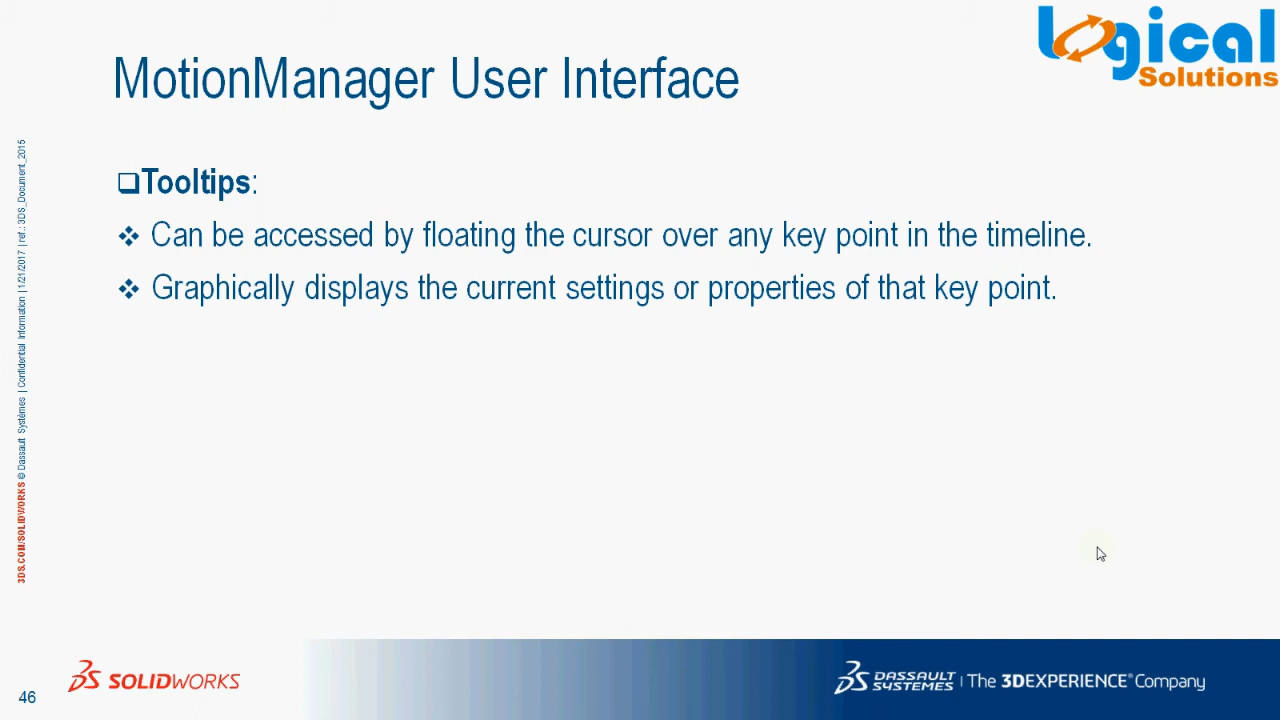 Logical
Solutions
MotionManager User Interface
Tooltips:
Can be accessed by floating the cursor over any key point in the timeline.
Graphically displays the current settings or properties of that key point.
3DS.COM/SOLIDWORKS © Dassault Systèmes | Confidential Information | 1/21/2017 | ref.: 3DS_Document_2015
46
SOLIDWORKS
DASSAULT SYSTEMES | The 3DEXPERIENCE® Company